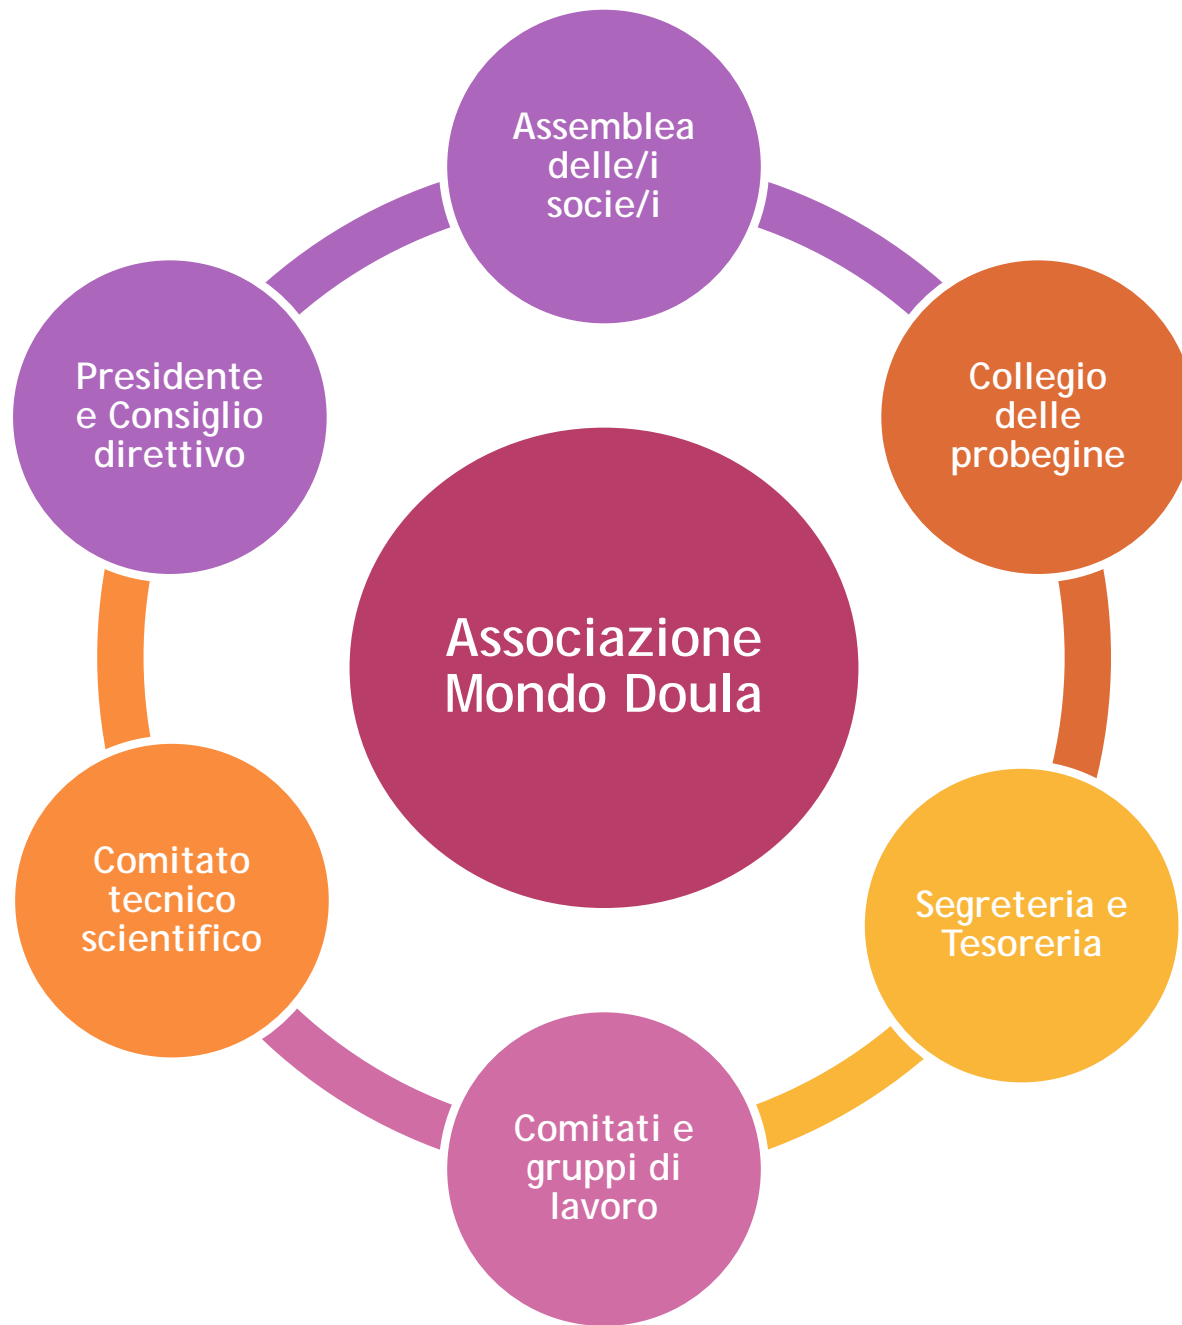 Assemblea
delle/i
socie/i
Presidente
e Consiglio
direttivo
Collegio
delle
probegine
Associazione
Mondo Doula
Comitato
tecnico
scientifico
Segreteria e
Tesoreria
Comitati e
gruppi di
lavoro